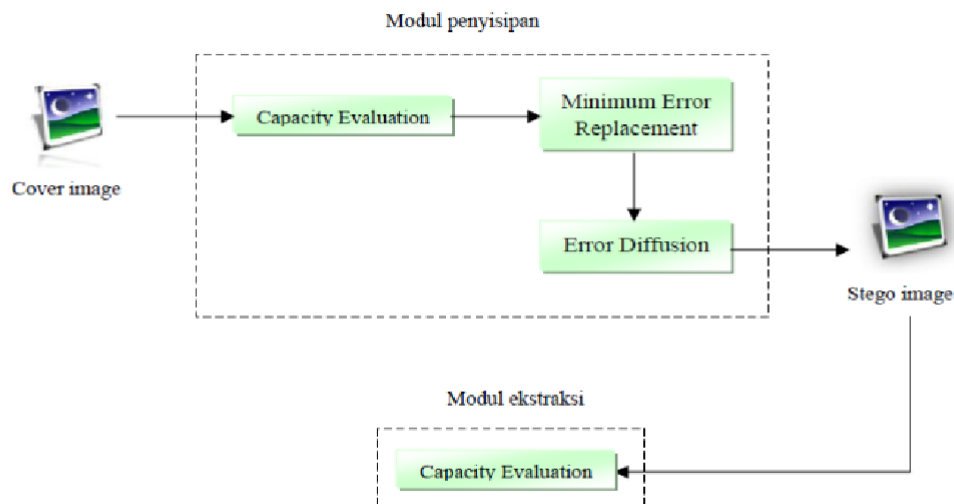 Modul penyisipan
Capacity Evaluation
Minimum Error
Replacement
Cover image
Error Diffusion
Stego image
Modul ekstraksi
Capacity Evaluation